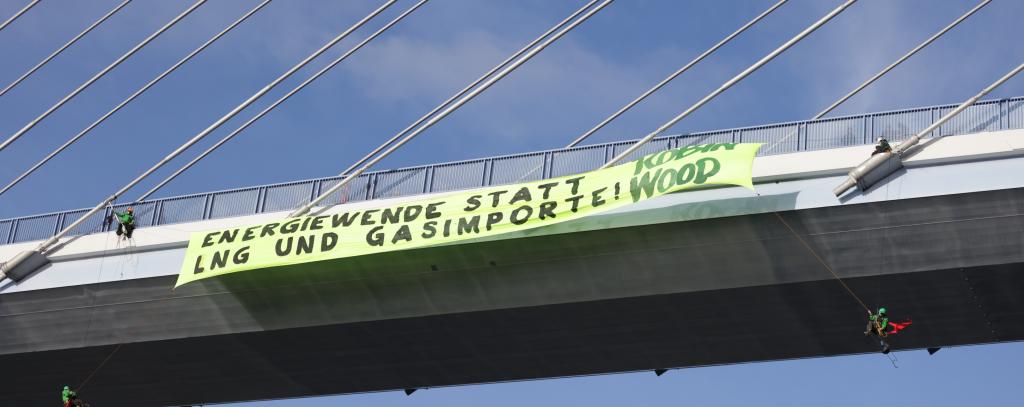 ENERGIEWENDE STATT
LNG UND GASIMPORTE!
ROBIN
WOOD